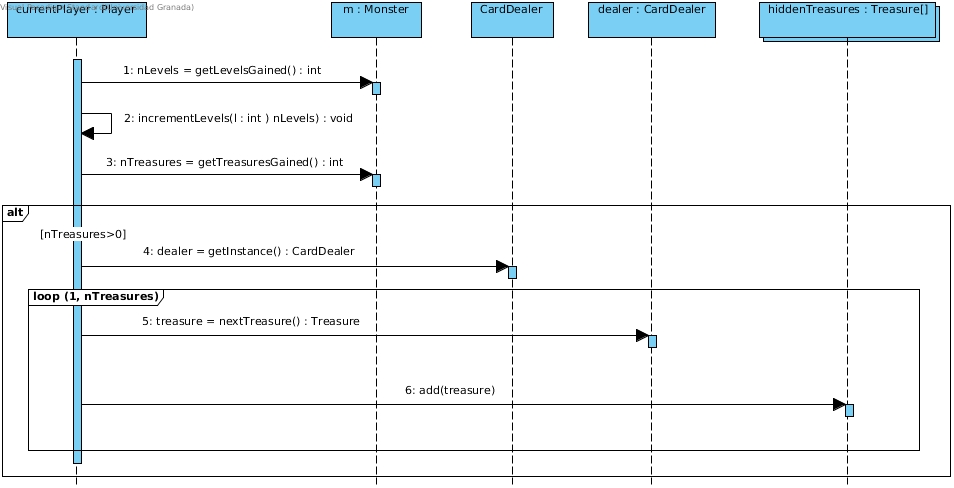 currentPlayer : Player
m : Monster
CardDealer
dealer : CardDealer
hiddenTreasures : Treasure[]
1: nLevels = getLevelsGained() : int
2: incrementLevels(l : int ) nLevels) : void
3: nTreasures = getTreasuresGained() : int
alt
[nTreasures>0]
4: dealer = getInstance() : CardDealer
loop (1, nTreasures)
5: treasure = nextTreasure() : Treasure
6: add(treasure)